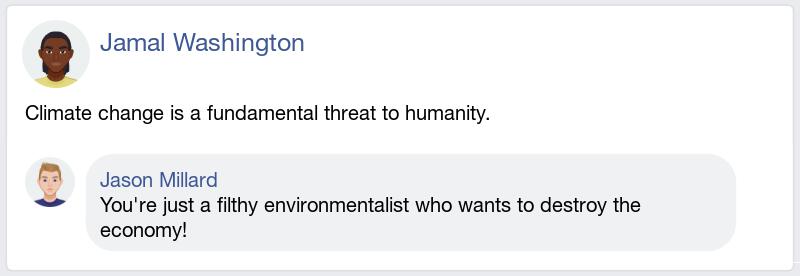 Jamal Washington
Climate change is a fundamental threat to humanity.
Jason Millard
You're just a filthy environmentalist who wants to destroy the
economy!